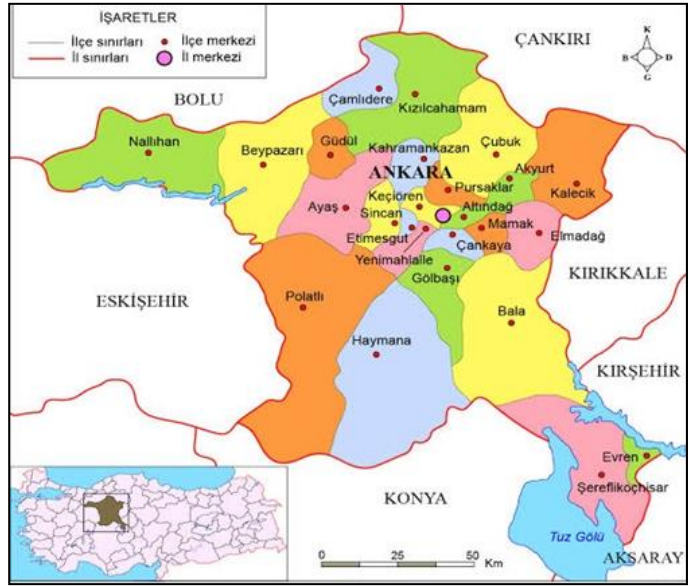 İŞARETLER
İlçe sınırları
İlçe merkezi
İl sınırları
İl merkezi
ÇANKIRI
K
B
D
G
BOLU
Çamlıdere
Kızılcahamam
Nallıhan
Beypazarı
Güdül
Kahramankazan
Çubuk
ANKARA
Akyurt
Pursaklar
Kalecik
Keçiören
Ayaş
Sincan
Altındağ
Mamak
Elmadağ
Etimesgut
Çankaya
Yenimahlalle
Gölbaşı
KIRIKKALE
ESKİŞEHİR
Polatlı
Bala
Haymana
KIRŞEHİR
Evren
Şereflikoçhisar
KONYA
Tuz Gölü
AKSARAY
0 25 50
Km